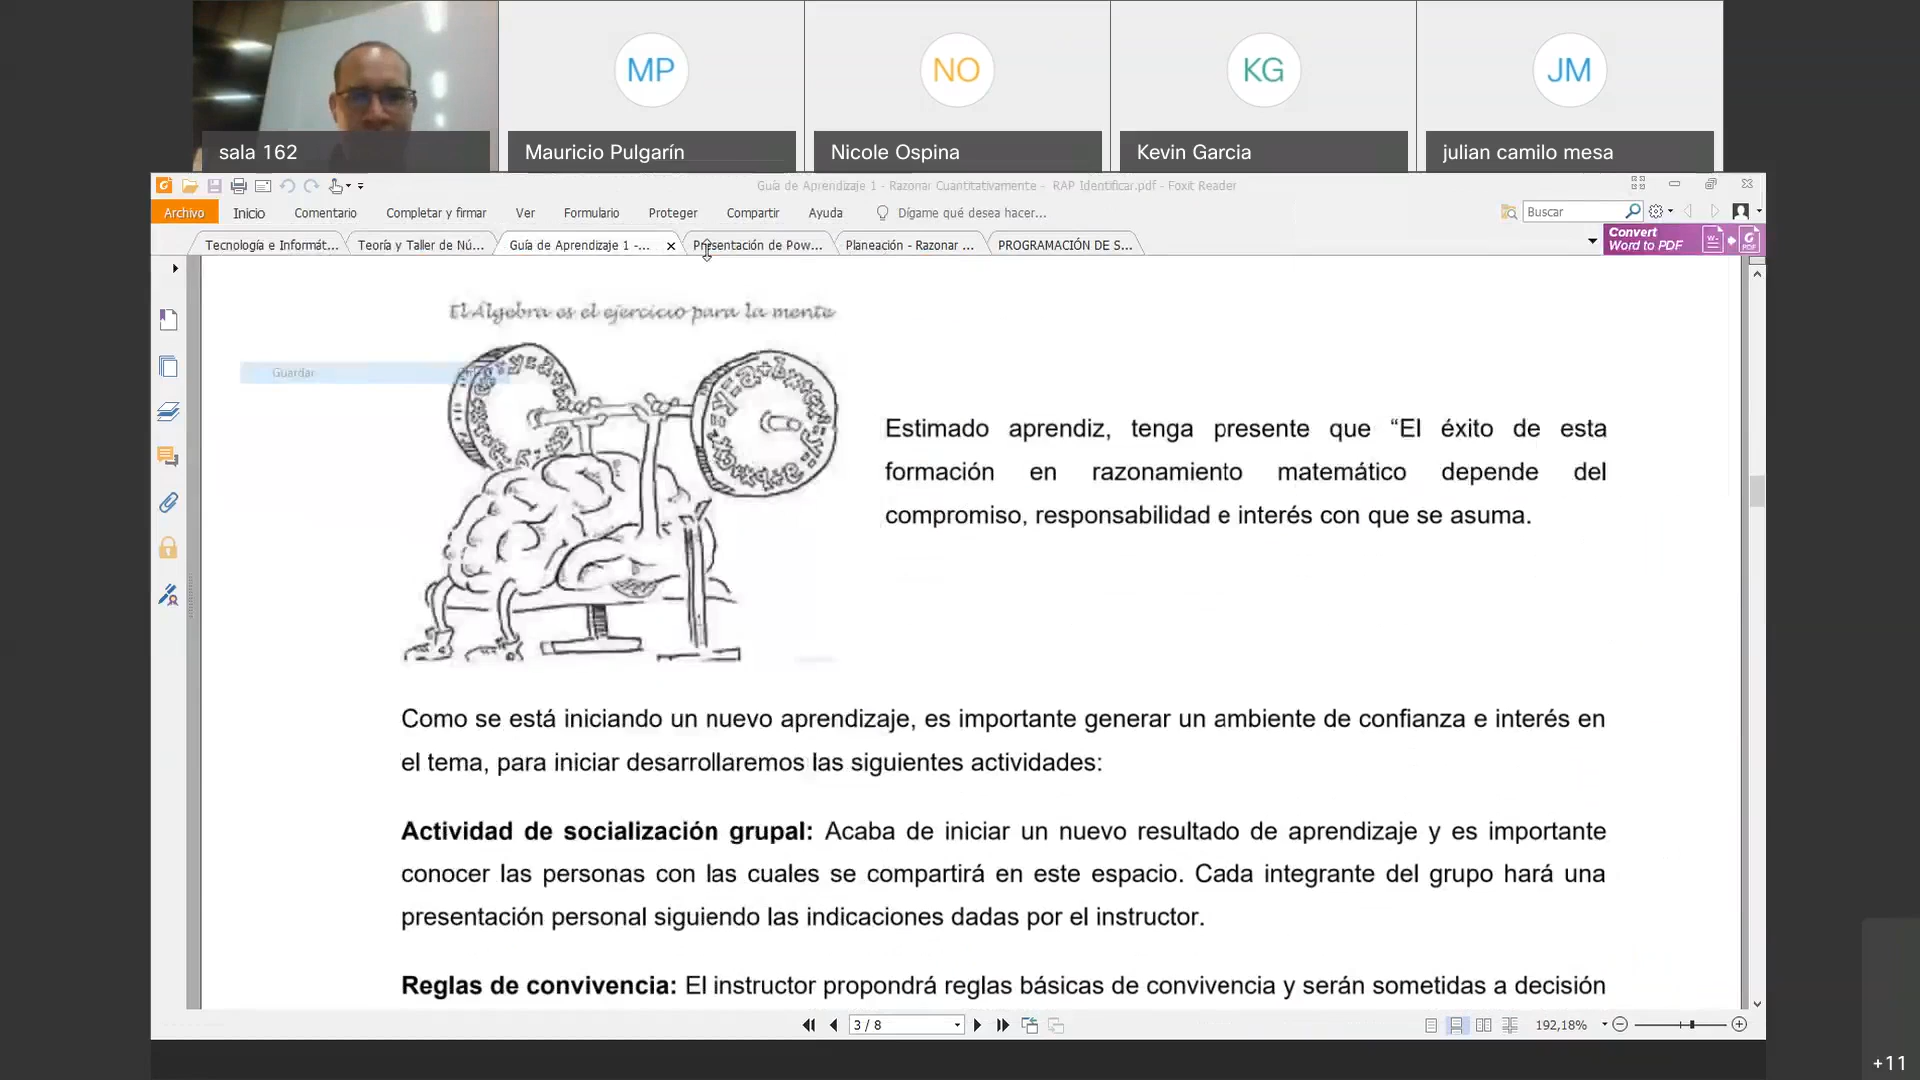 MP
NO
KG
JM
sala 162
Mauricio Pulgarín
Nicole Ospina
Kevin Garcia
julian camilo mesa
Guía de Aprendizaje 1 - Razonar Cuantitativamente - RAP Identificar.pdf - Foxit Reader
Archivo Inicio Comentario Completar y firmar Ver Formulario Proteger Compartir Ayuda Dígame qué desea hacer... Buscar
Tecnología e Informát... Teoría y Taller de Nú... Guía de Aprendizaje 1 -... Presentación de Pow... Planeación - Razonar ... PROGRAMACIÓN DE S...
Convert
Word to PDF
El Álgebra es el ejercicio para la mente
Guardar
Estimado aprendiz, tenga presente que “El éxito de esta
formación en razonamiento matemático depende del
compromiso, responsabilidad e interés con que se asuma.
Como se está iniciando un nuevo aprendizaje, es importante generar un ambiente de confianza e interés en
el tema, para iniciar desarrollaremos las siguientes actividades:
Actividad de socialización grupal: Acaba de iniciar un nuevo resultado de aprendizaje y es importante
conocer las personas con las cuales se compartirá en este espacio. Cada integrante del grupo hará una
presentación personal siguiendo las indicaciones dadas por el instructor.
Reglas de convivencia: El instructor propondrá reglas básicas de convivencia y serán sometidas a decisión
3 / 8
192,18%
+11